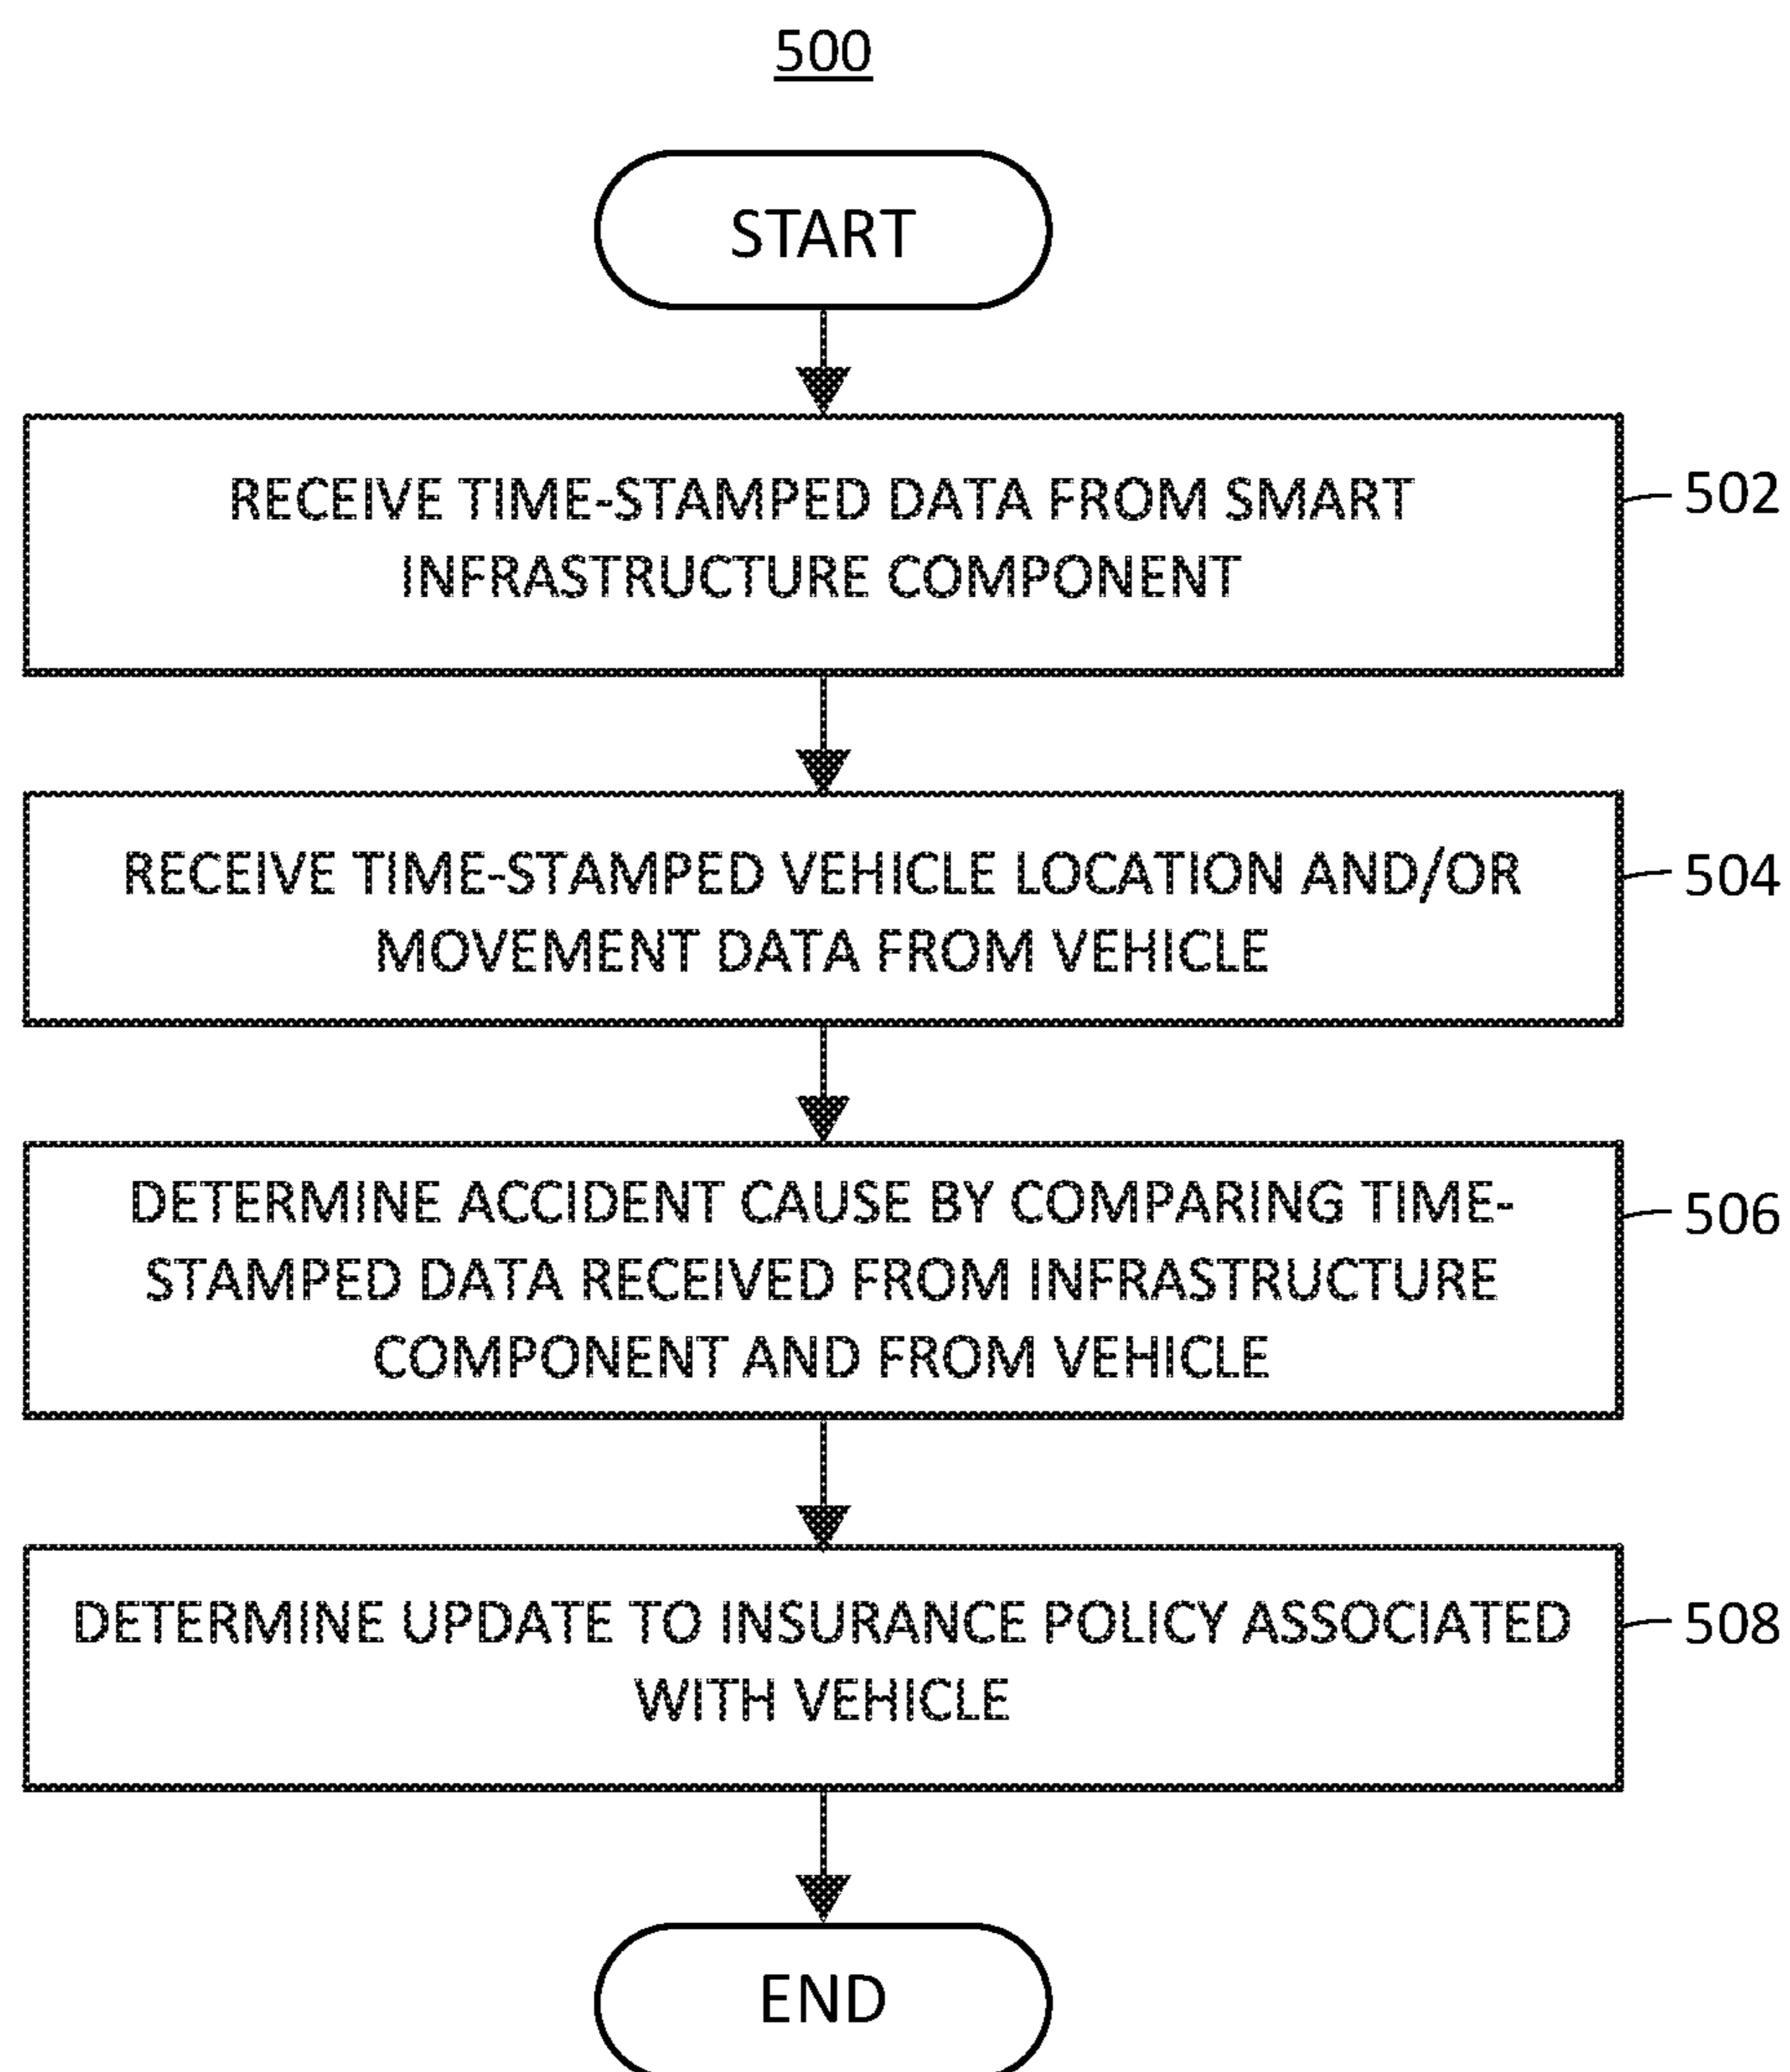 500
START
RECEIVE TIME-STAMPED DATA FROM SMART
INFRASTRUCTURE COMPONENT
502
RECEIVE TIME-STAMPED VEHICLE LOCATION AND/OR
MOVEMENT DATA FROM VEHICLE
504
DETERMINE ACCIDENT CAUSE BY COMPARING TIME-
STAMPED DATA RECEIVED FROM INFRASTRUCTURE
COMPONENT AND FROM VEHICLE
506
DETERMINE UPDATE TO INSURANCE POLICY ASSOCIATED
WITH VEHICLE
508
END